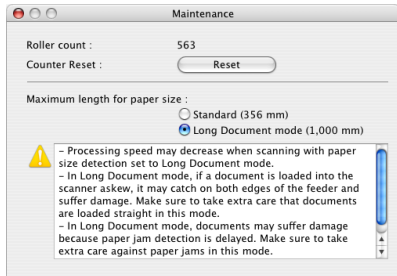 Maintenance
Roller count : 563
Counter Reset : Reset
Maximum length for paper size :
Standard (356 mm)
Long Document mode (1,000 mm)
– Processing speed may decrease when scanning with paper
size detection set to Long Document mode.
– In Long Document mode, if a document is loaded into the
scanner askew, it may catch on both edges of the feeder and
suffer damage. Make sure to take extra care that documents
are loaded straight in this mode.
– In Long Document mode, documents may suffer damage
because paper jam detection is delayed. Make sure to take
extra care against paper jams in this mode.